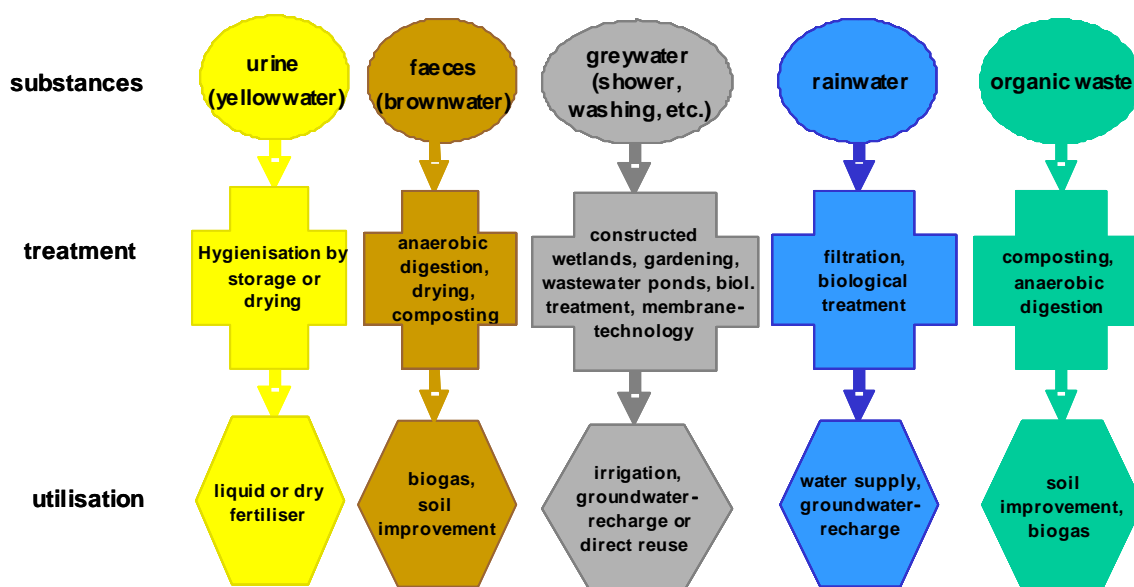 substances
urine
(yellowwater)
faeces
(brownwater)
greywater
(shower,
washing, etc.)
rainwater
organic waste
treatment
Hygienisation by
storage or
drying
anaerobic
digestion,
drying,
composting
constructed
wetlands, gardening,
wastewater ponds, biol.
treatment, membrane-
technology
filtration,
biological
treatment
composting,
anaerobic
digestion
utilisation
liquid or dry
fertiliser
biogas,
soil
improvement
irrigation,
groundwater-
recharge or
direct reuse
water supply,
groundwater-
recharge
soil
improvement,
biogas